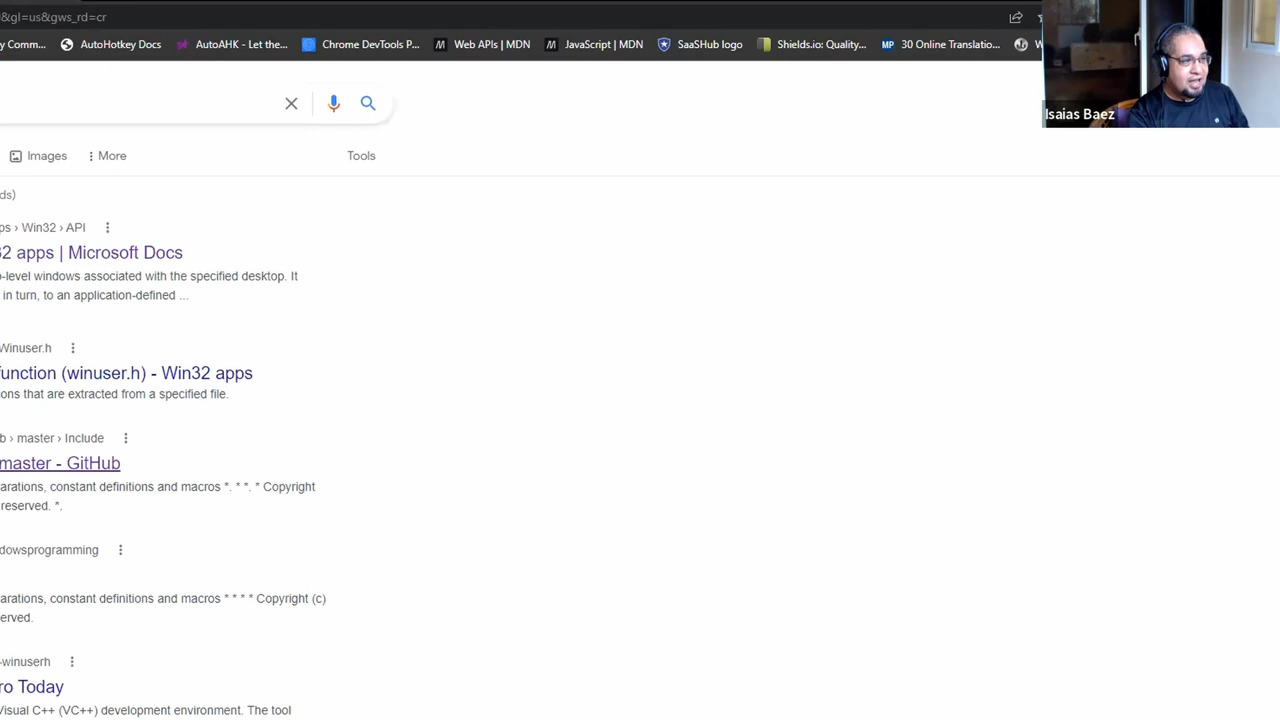 &gl=us&gws_rd=cr
y Comm... AutoHotkey Docs AutoAHK - Let the... Chrome DevTools P... Web APIs | MDN JavaScript | MDN SaaSHub logo Shields.io: Quality... 30 Online Translatio...
Isaias Baez
Images More Tools
ds)
ps › Win32 › API
32 apps | Microsoft Docs
-level windows associated with the specified desktop. It
in turn, to an application-defined ...
Winuser.h
function (winuser.h) - Win32 apps
ons that are extracted from a specified file.
b › master › Include
master - GitHub
arations, constant definitions and macros *. * *. * Copyright
reserved. *.
dowsprogramming
arations, constant definitions and macros * * * * Copyright (c)
erved.
-winuserh
ro Today
Visual C++ (VC++) development environment. The tool